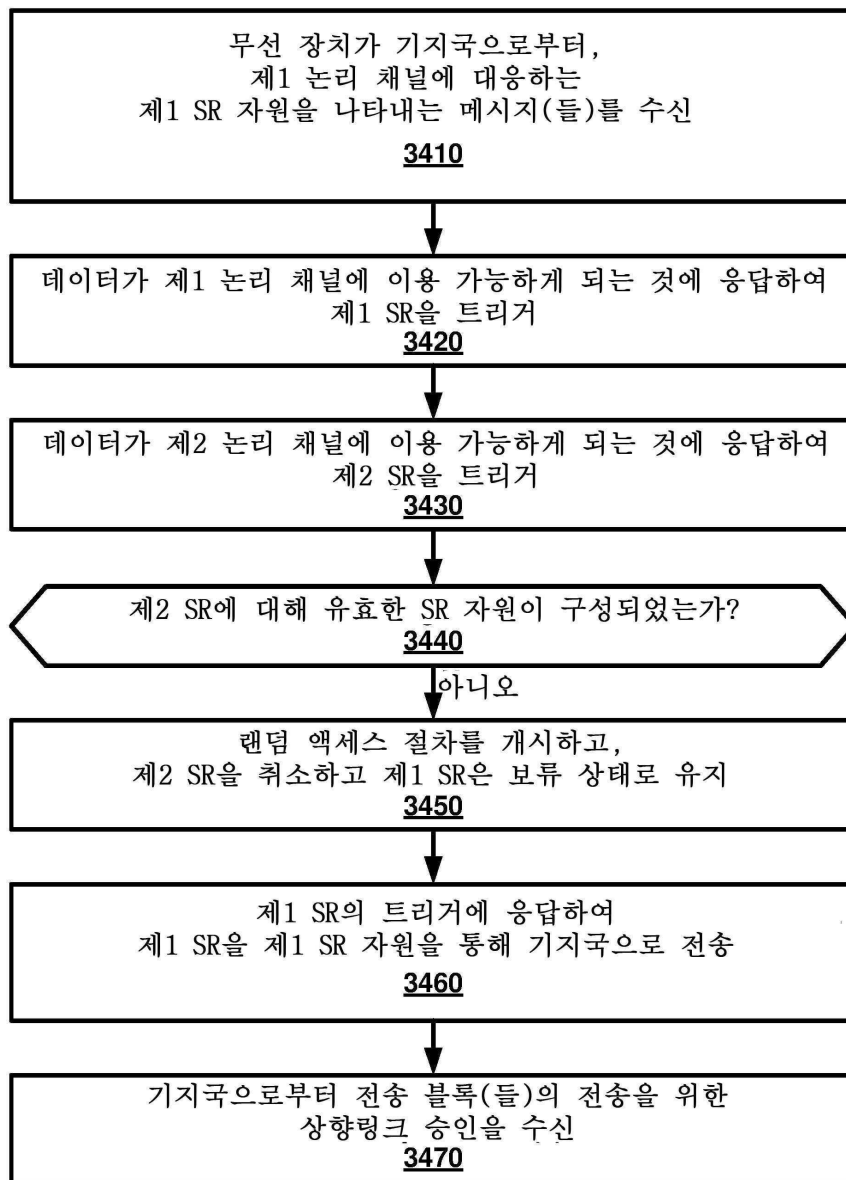 무선 장치가 기지국으로부터,
제1 논리 채널에 대응하는
제1 SR 자원을 나타내는 메시지(들)를 수신
3410
데이터가 제1 논리 채널에 이용 가능하게 되는 것에 응답하여
제1 SR을 트리거
3420
데이터가 제2 논리 채널에 이용 가능하게 되는 것에 응답하여
제2 SR을 트리거
3430
제2 SR에 대해 유효한 SR 자원이 구성되었는가?
3440
아니오
랜덤 액세스 절차를 개시하고,
제2 SR을 취소하고 제1 SR은 보류 상태로 유지
3450
제1 SR의 트리거에 응답하여
제1 SR을 제1 SR 자원을 통해 기지국으로 전송
3460
기지국으로부터 전송 블록(들)의 전송을 위한
상향링크 승인을 수신
3470